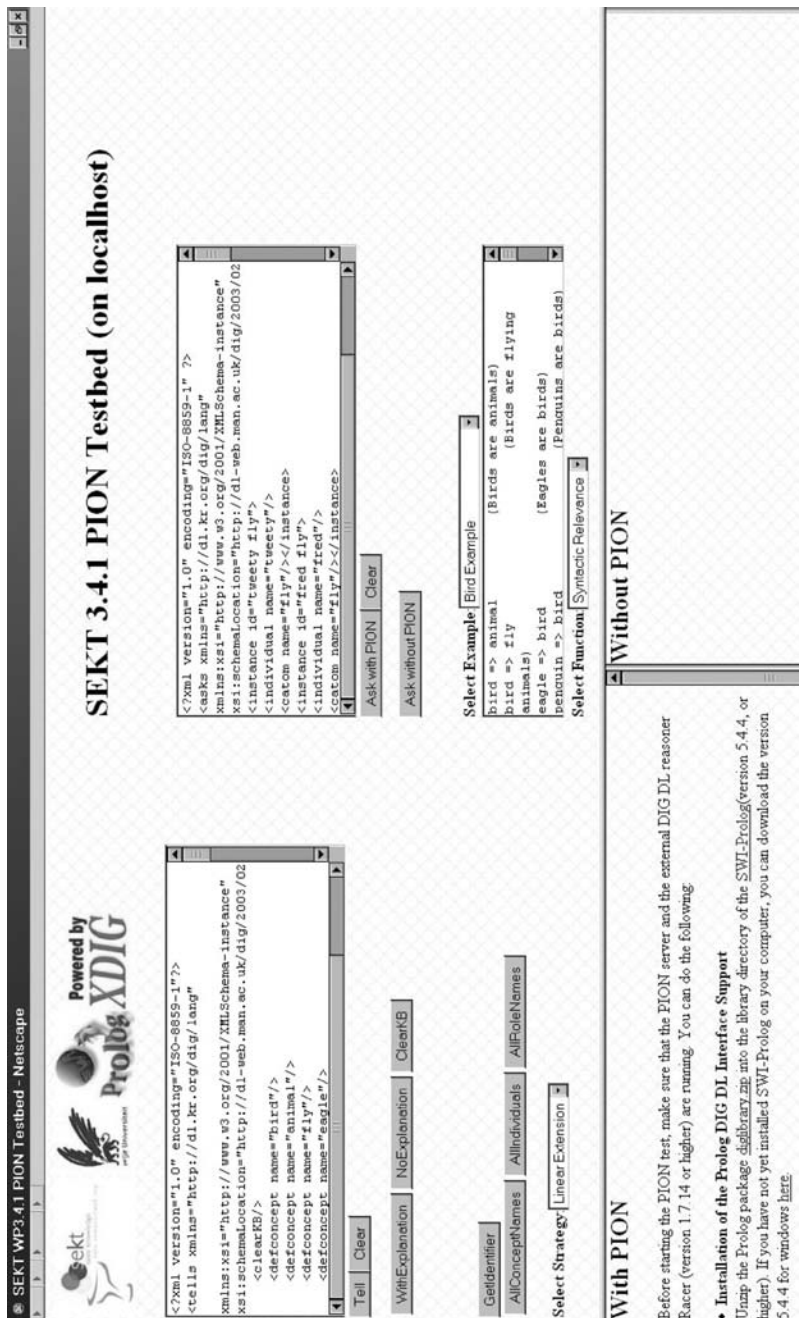 SEKT WP3.4.1 PION Testbed - Netscape
sekt
Vrije Universiteit
Powered by
Prolog XDIG
SEKT 3.4.1 PION Testbed (on localhost)
<?xml version="1.0" encoding="ISO-8859-1"?>
<tells xmlns="http://dl.kr.org/dig/lang"
xmlns:xsi="http://www.w3.org/2001/XMLSchema-instance"
xsi:schemaLocation="http://dl-web.man.ac.uk/dig/2003/02
<clearKB/>
<defconcept name="bird"/>
<defconcept name="animal"/>
<defconcept name="fly"/>
<defconcept name="eagle"/>
Tell Clear
WithExplanation NoExplanation ClearKB
GetIdentifier
AllConceptNames AllIndividuals AllRoleNames
Select Strategy: Linear Extension
<?xml version="1.0" encoding="ISO-8859-1" ?>
<asks xmlns="http://dl.kr.org/dig/lang"
xmlns:xsi="http://www.w3.org/2001/XMLSchema-instance"
xsi:schemaLocation="http://dl-web.man.ac.uk/dig/2003/02
<instance id="tweety fly">
<individual name="tweety"/>
<catom name="fly"/></instance>
<instance id="fred fly">
<individual name="fred"/>
<catom name="fly"/></instance>
Ask with PION Clear
Ask without PION
Select Example: Bird Example
bird => animal (Birds are animals)
bird => fly (Birds are flying
animals)
eagle => bird (Eagles are birds)
penguin => bird (Penguins are birds)
Select Function: Syntactic Relevance
With PION
Before starting the PION test, make sure that the PION server and the external DIG DL reasoner
Racer (version 1.7.14 or higher) are running. You can do the following:
• Installation of the Prolog DIG DL Interface Support
Unzip the Prolog package diglibrary.zip into the library directory of the SWI-Prolog(version 5.4.4, or
higher). If you have not yet installed SWI-Prolog on your computer, you can download the version
5.4.4 for windows here.
Without PION